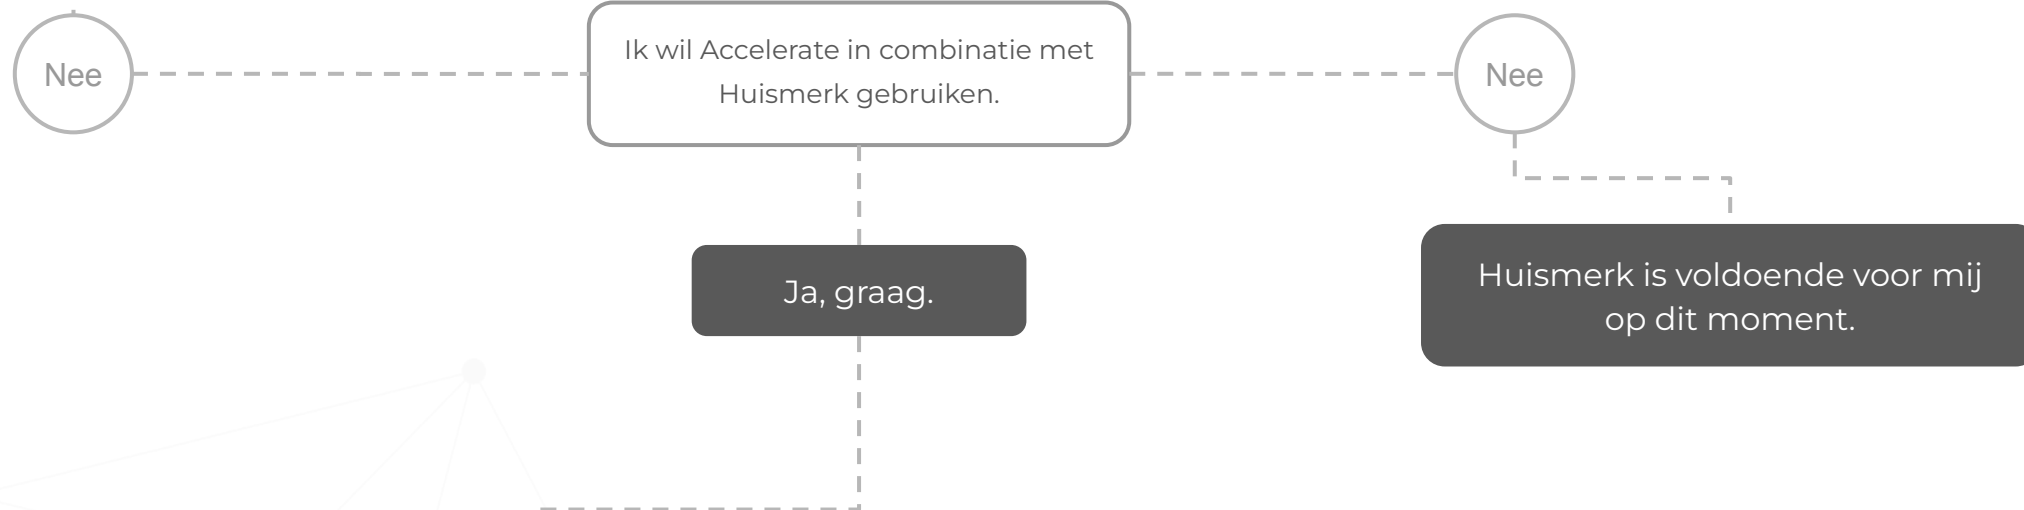 Nee
Ik wil Accelerate in combinatie met
Huismerk gebruiken.
Nee
Ja, graag.
Huismerk is voldoende voor mij
op dit moment.